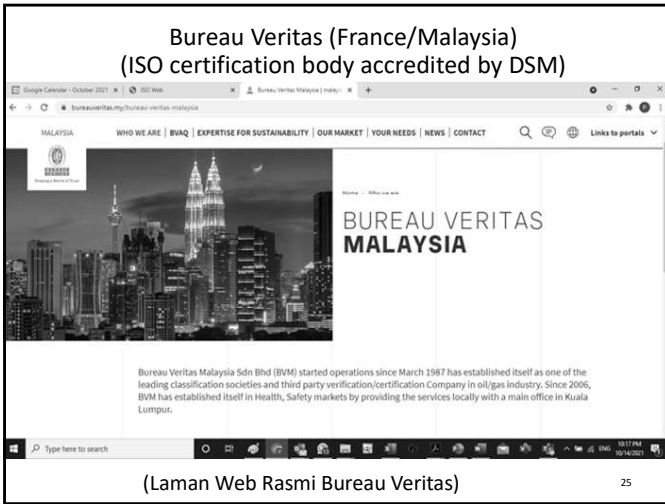 Bureau Veritas (France/Malaysia)
(ISO certification body accredited by DSM)
Google Calendar - October 2021
ISO Web
Bureau Veritas Malaysia | malay
bureauveritas.my/bureau-veritas-malaysia
MALAYSIA
WHO WE ARE | BVAQ | EXPERTISE FOR SUSTAINABILITY | OUR MARKET | YOUR NEEDS | NEWS | CONTACT
Links to portals
Home - Who we are
BUREAU VERITAS
MALAYSIA
Bureau Veritas Malaysia Sdn Bhd (BVM) started operations since March 1987 has established itself as one of the
leading classification societies and third party verification/certification Company in oil/gas industry. Since 2006,
BVM has established itself in Health, Safety markets by providing the services locally with a main office in Kuala
Lumpur.
Type here to search
ENG
10:17 PM
10/14/2021
(Laman Web Rasmi Bureau Veritas)
25